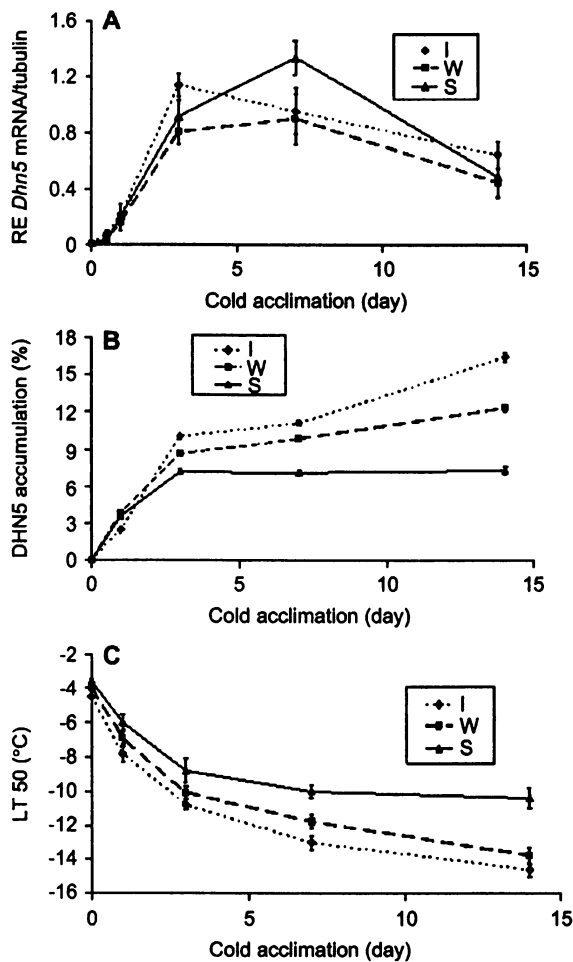 A
RE Dhn5 mRNA/tubulin
1.6
1.2
0.8
0.4
0
I
W
S
0 5 10 15
Cold acclimation (day)
B
DHN5 accumulation (%)
18
15
12
9
6
3
0
I
W
S
0 5 10 15
Cold acclimation (day)
C
LT 50 (°C)
-2
-4
-6
-8
-10
-12
-14
-16
I
W
S
0 5 10 15
Cold acclimation (day)